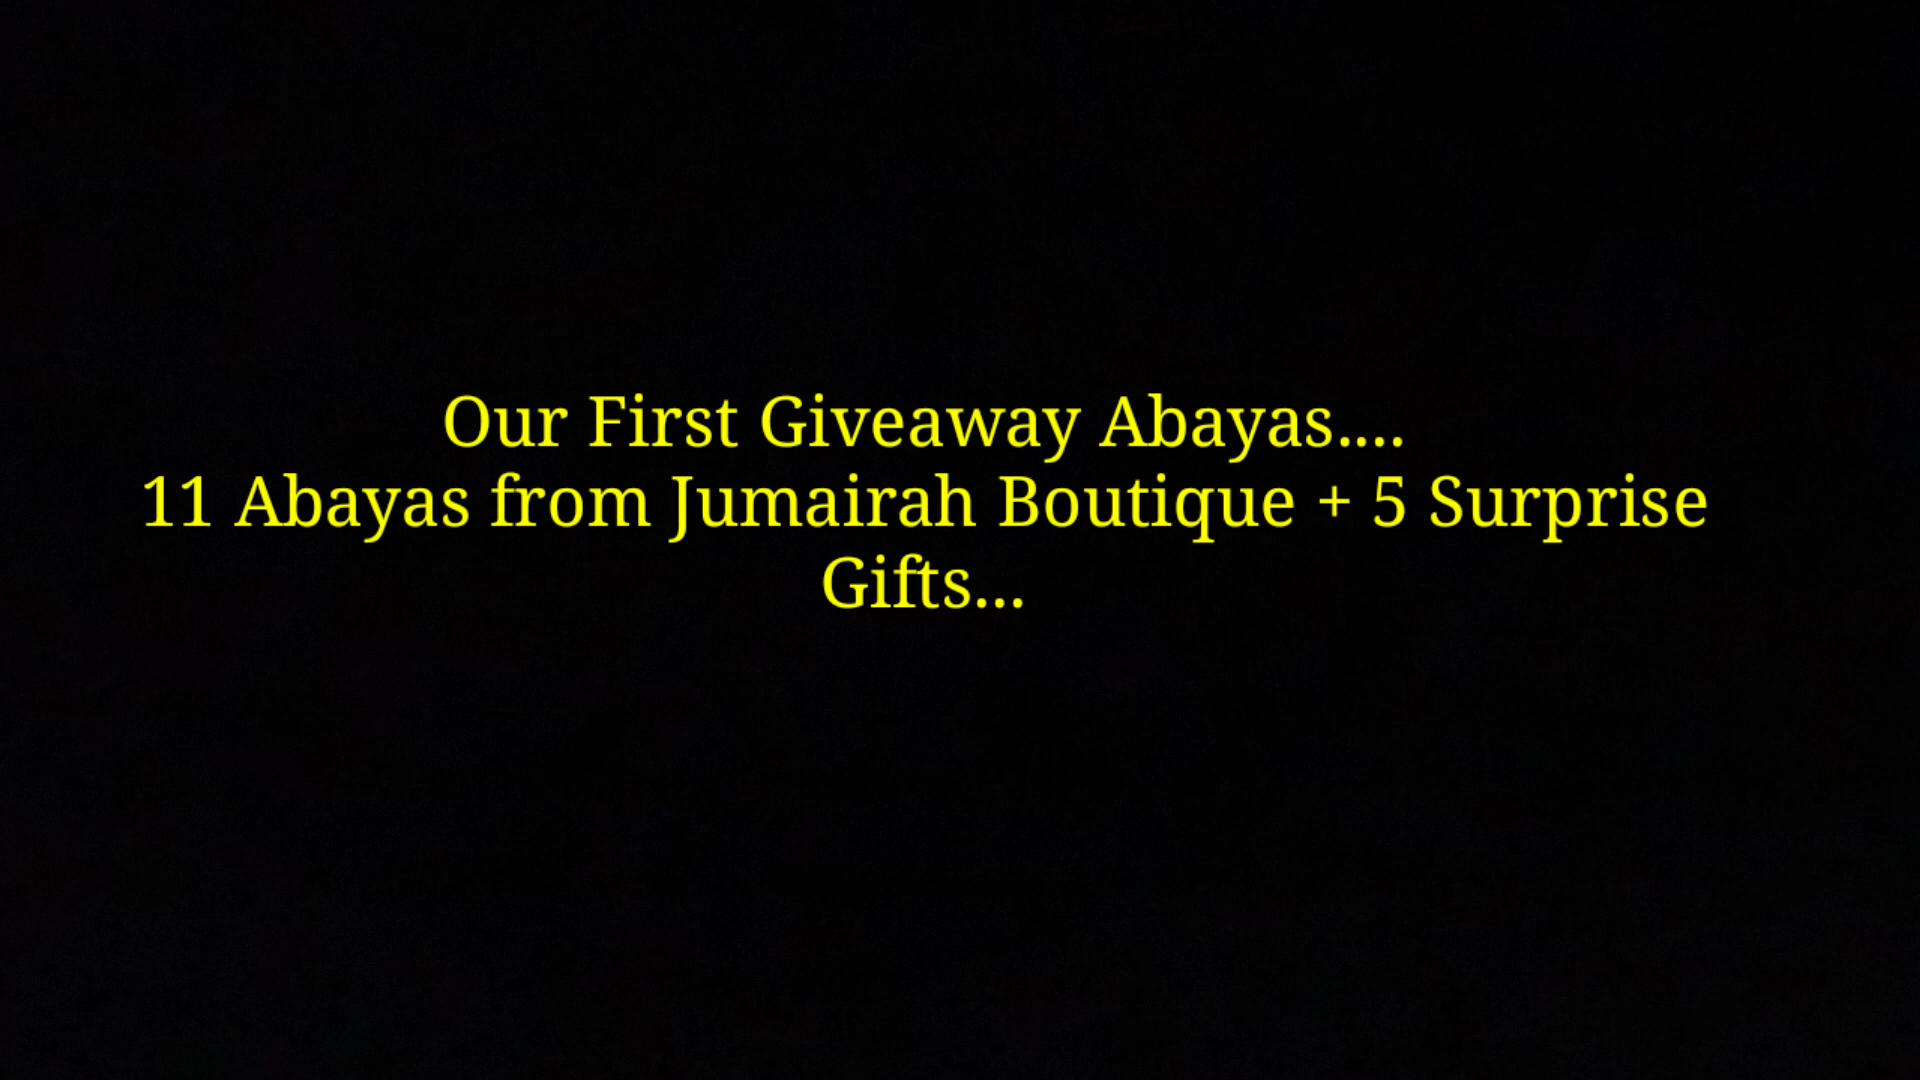 Our First Giveaway Abayas....
11 Abayas from Jumairah Boutique + 5 Surprise
Gifts...